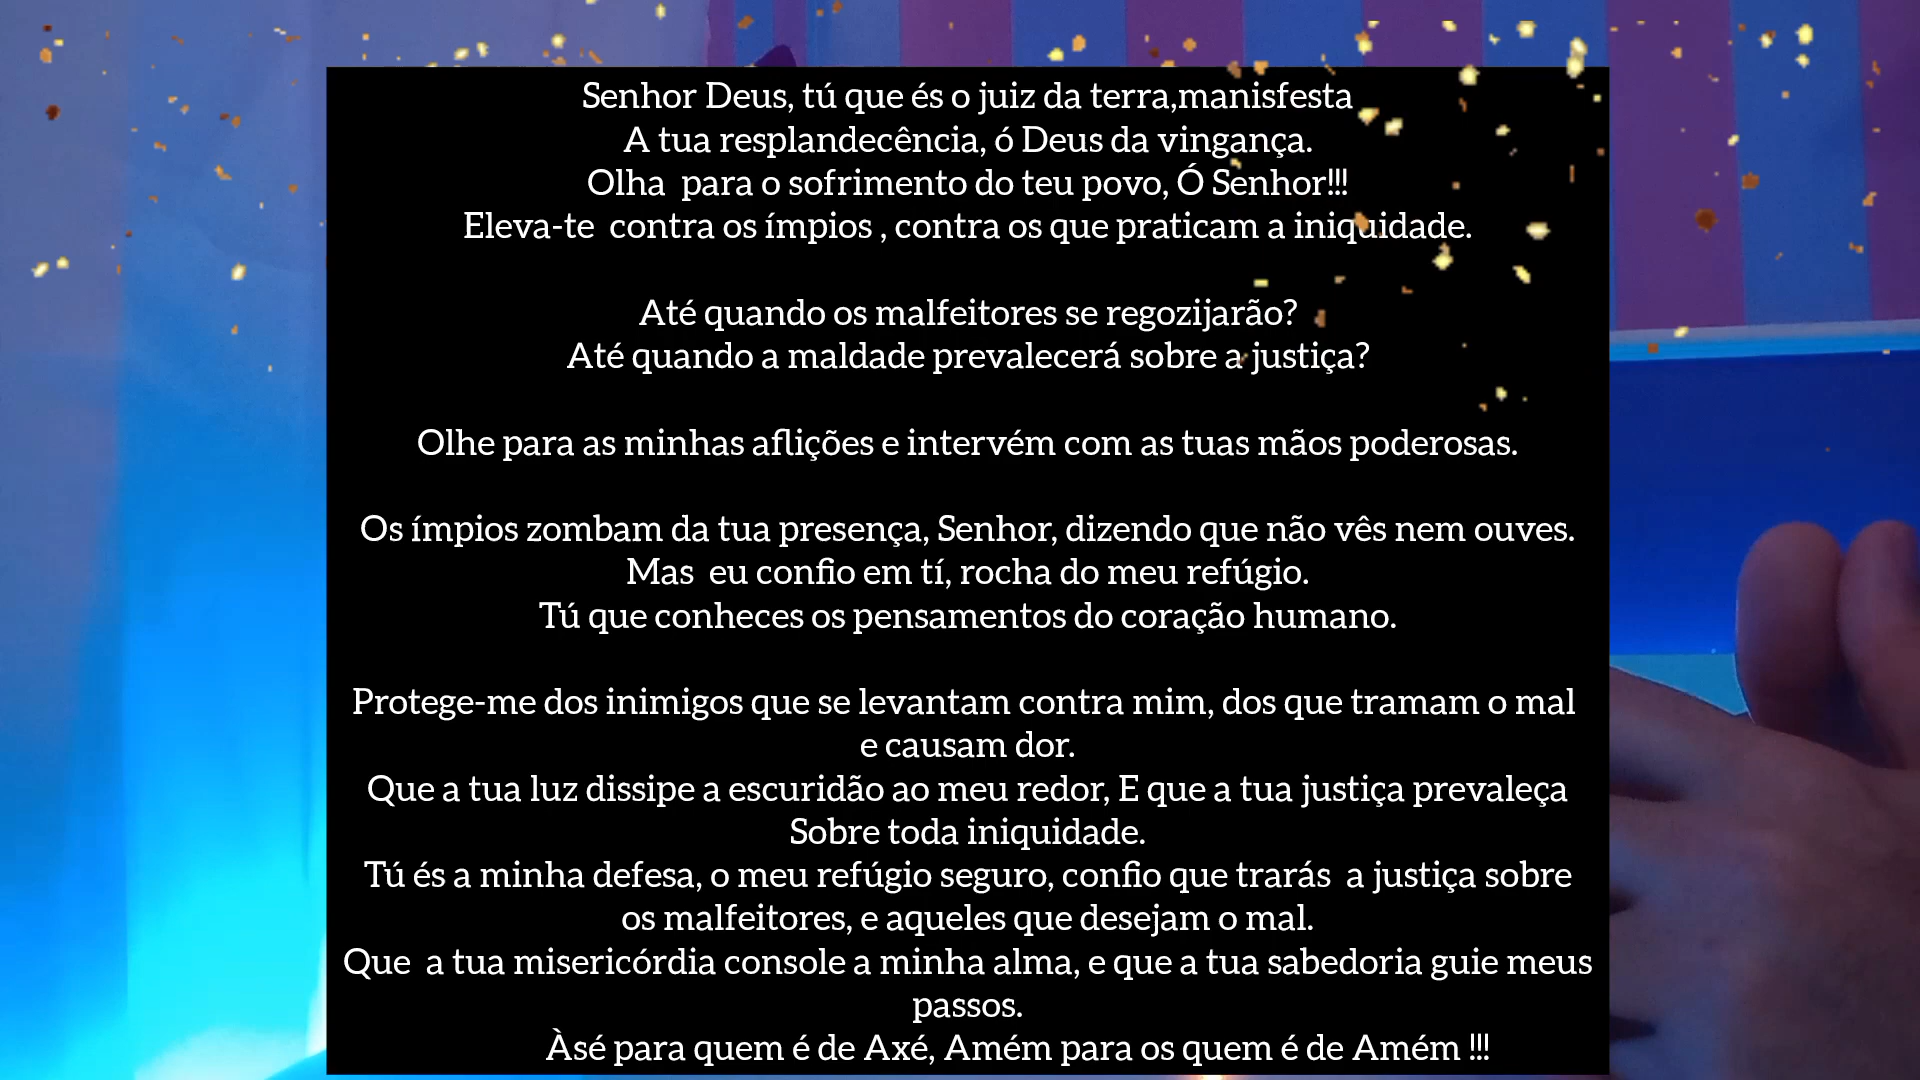 Senhor Deus, tú que és o juiz da terra,manisfesta
A tua resplandecência, ó Deus da vingança.
Olha  para o sofrimento do teu povo, Ó Senhor!!!
Eleva-te  contra os ímpios , contra os que praticam a iniquidade.
Até quando os malfeitores se regozijarão?
Até quando a maldade prevalecerá sobre a justiça?
Olhe para as minhas aflições e intervém com as tuas mãos poderosas.
Os ímpios zombam da tua presença, Senhor, dizendo que não vês nem ouves.
Mas  eu confio em tí, rocha do meu refúgio.
Tú que conheces os pensamentos do coração humano.
Protege-me dos inimigos que se levantam contra mim, dos que tramam o mal
e causam dor.
Que a tua luz dissipe a escuridão ao meu redor, E que a tua justiça prevaleça
Sobre toda iniquidade.
Tú és a minha defesa, o meu refúgio seguro, confio que trarás  a justiça sobre
os malfeitores, e aqueles que desejam o mal.
Que  a tua misericórdia console a minha alma, e que a tua sabedoria guie meus
passos.
Àsé para quem é de Axé, Amém para os quem é de Amém !!!